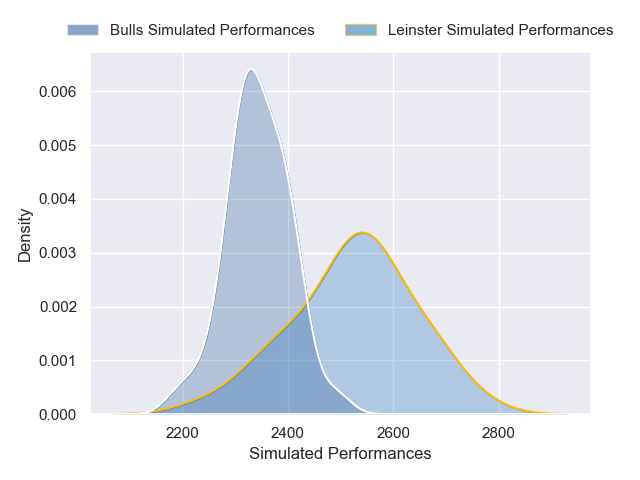 Bulls Simulated Performances
Leinster Simulated Performances
0.006
0.005
0.004
0.003
0.002
0.001
0.000
Density
2200
2400
2600
2800
Simulated Performances